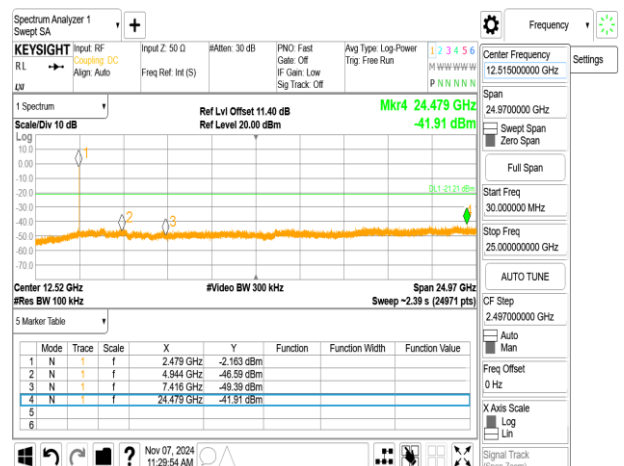 Spectrum Analyzer 1
Swept SA
Frequency
KEYSIGHT
Input: RF
Input Z: 50 Ω
#Atten: 30 dB
PNO: Fast
Avg Type: Log-Power
1 2 3 4 5 6
RL
Coupling: DC
Gate: Off
Trig: Free Run
M W W W W W
Align: Auto
Freq Ref: Int (S)
IF Gain: Low
Sig Track: Off
P N N N N N
LXI
1 Spectrum
Ref Lvl Offset 11.40 dB
Mkr4 24.479 GHz
Scale/Div 10 dB
Ref Level 20.00 dBm
-41.91 dBm
Log
10.0
0.00
-10.0
-20.0
-30.0
-40.0
-50.0
-60.0
-70.0
1
2
3
DL1 -21.21 dBm
Center 12.52 GHz
#Video BW 300 kHz
Span 24.97 GHz
#Res BW 100 kHz
Sweep ~2.39 s (24971 pts)
5 Marker Table
Mode Trace Scale X Y Function Function Width Function Value
1 N 1 f 2.479 GHz -2.163 dBm
2 N 1 f 4.944 GHz -46.59 dBm
3 N 1 f 7.416 GHz -49.39 dBm
4 N 1 f 24.479 GHz -41.91 dBm
5
6
?
Nov 07, 2024
11:29:54 AM
Settings
Center Frequency
12.515000000 GHz
Span
24.9700000 GHz
Swept Span
Zero Span
Full Span
Start Freq
30.000000 MHz
Stop Freq
25.000000000 GHz
AUTO TUNE
CF Step
2.497000000 GHz
Auto
Man
Freq Offset
0 Hz
X Axis Scale
Log
Lin
Signal Track
(Span Zoom)